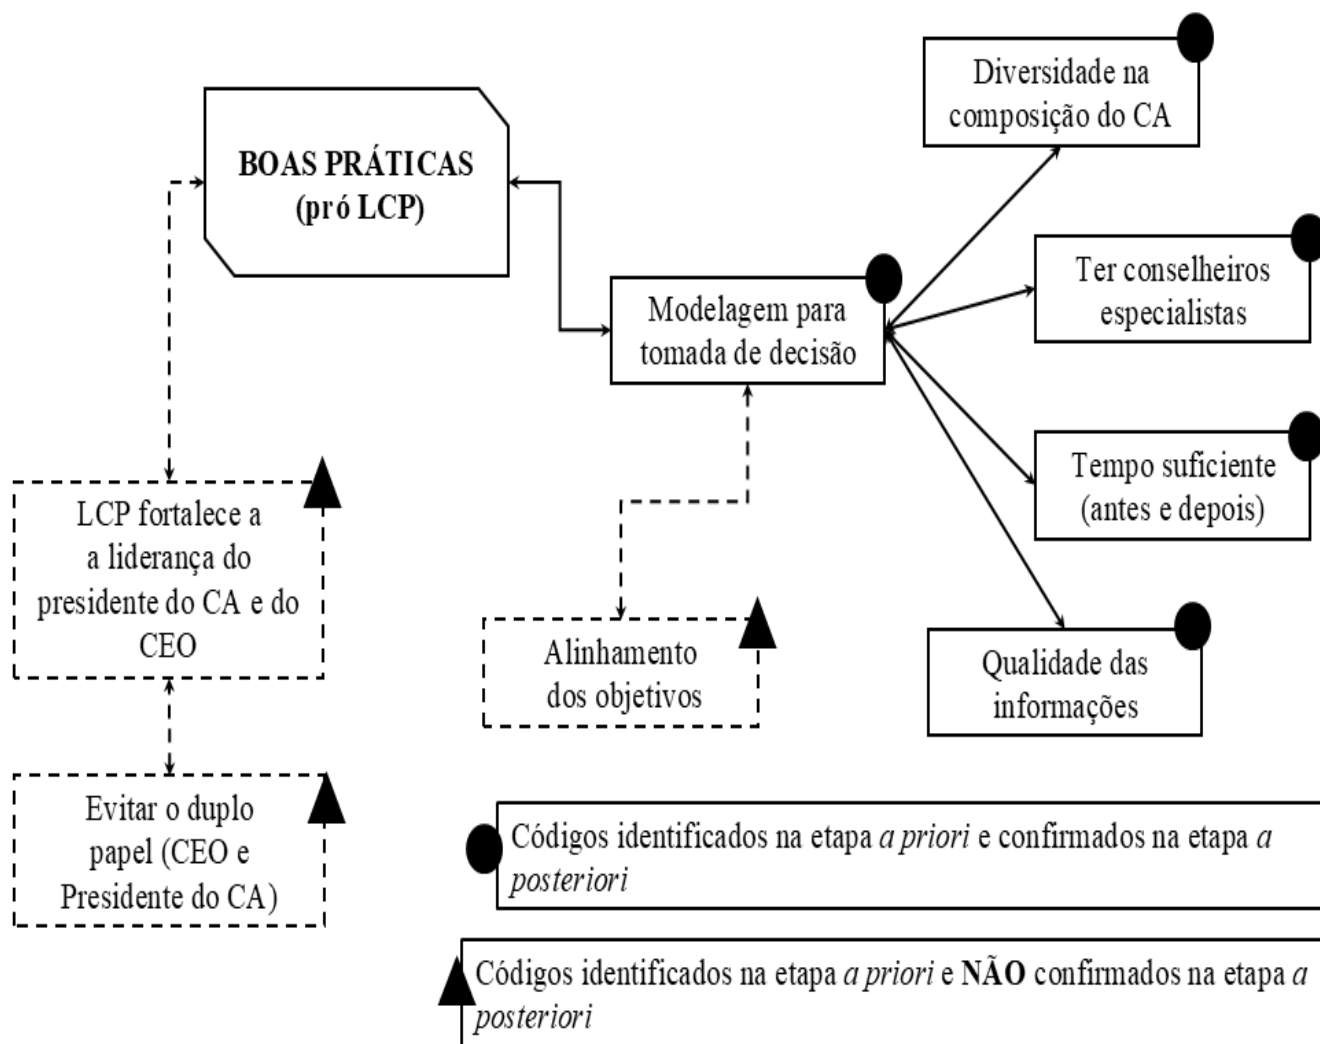 Diversidade na
composição do CA
BOAS PRÁTICAS
(pró LCP)
Ter conselheiros
especialistas
Modelagem para
tomada de decisão
Tempo suficiente
(antes e depois)
LCP fortalece a
a liderança do
presidente do CA e do
CEO
Alinhamento
dos objetivos
Qualidade das
informações
Evitar o duplo
papel (CEO e
Presidente do CA)
Códigos identificados na etapa a priori e confirmados na etapa a
posteriori
Códigos identificados na etapa a priori e NÃO confirmados na etapa a
posteriori